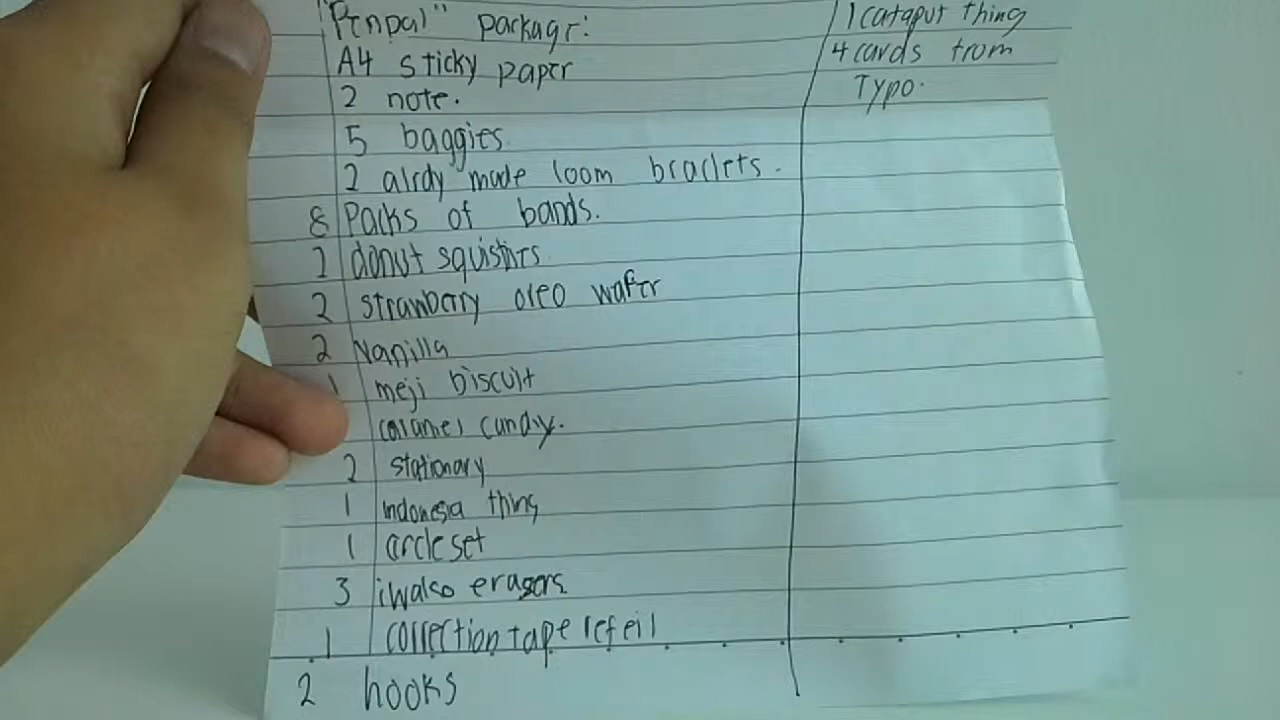 "Penpal" package:
A4 sticky paper
2 note.
5 baggies.
2 alrdy made loom braclets.
8 Packs of bands.
2 donut squishies
2 strawberry oreo wafer
2 Vanilla
1 meji biscuit
caramel candy.
2 stationary
1 indonesia thing
1 circle set
3 iwako erasers
1 correction tape refeil
2 hooks
1 cataput thing
4 cards from
Typo.